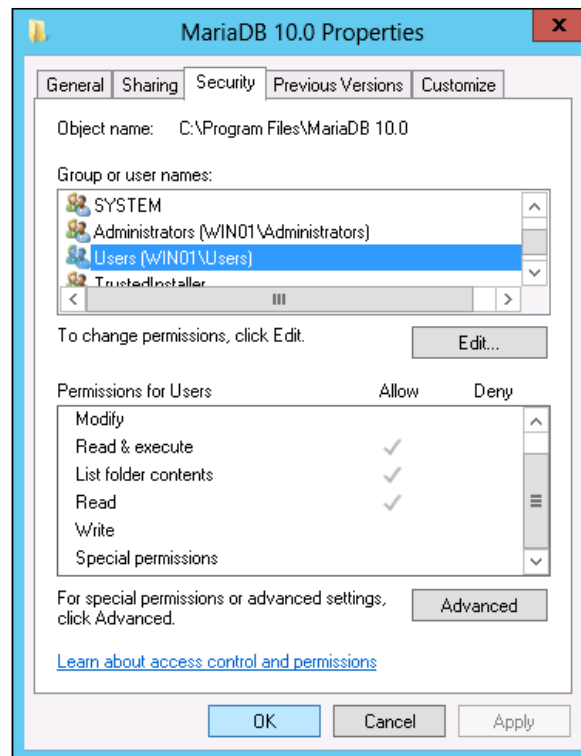 MariaDB 10.0 Properties
x
General Sharing Security Previous Versions Customize
Object name: C:\Program Files\MariaDB 10.0
Group or user names:
SYSTEM
Administrators (WIN01\Administrators)
Users (WIN01\Users)
TrustedInstaller
To change permissions, click Edit.
Edit...
Permissions for Users Allow Deny
Modify
Read & execute
List folder contents
Read
Write
Special permissions
For special permissions or advanced settings,
click Advanced.
Advanced
Learn about access control and permissions
OK Cancel Apply